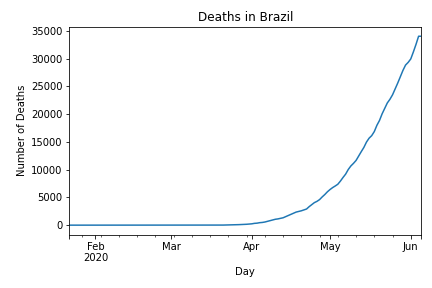 Deaths in Brazil
35000
30000
25000
20000
15000
10000
5000
0
Number of Deaths
Feb
2020
Mar
Apr
May
Jun
Day